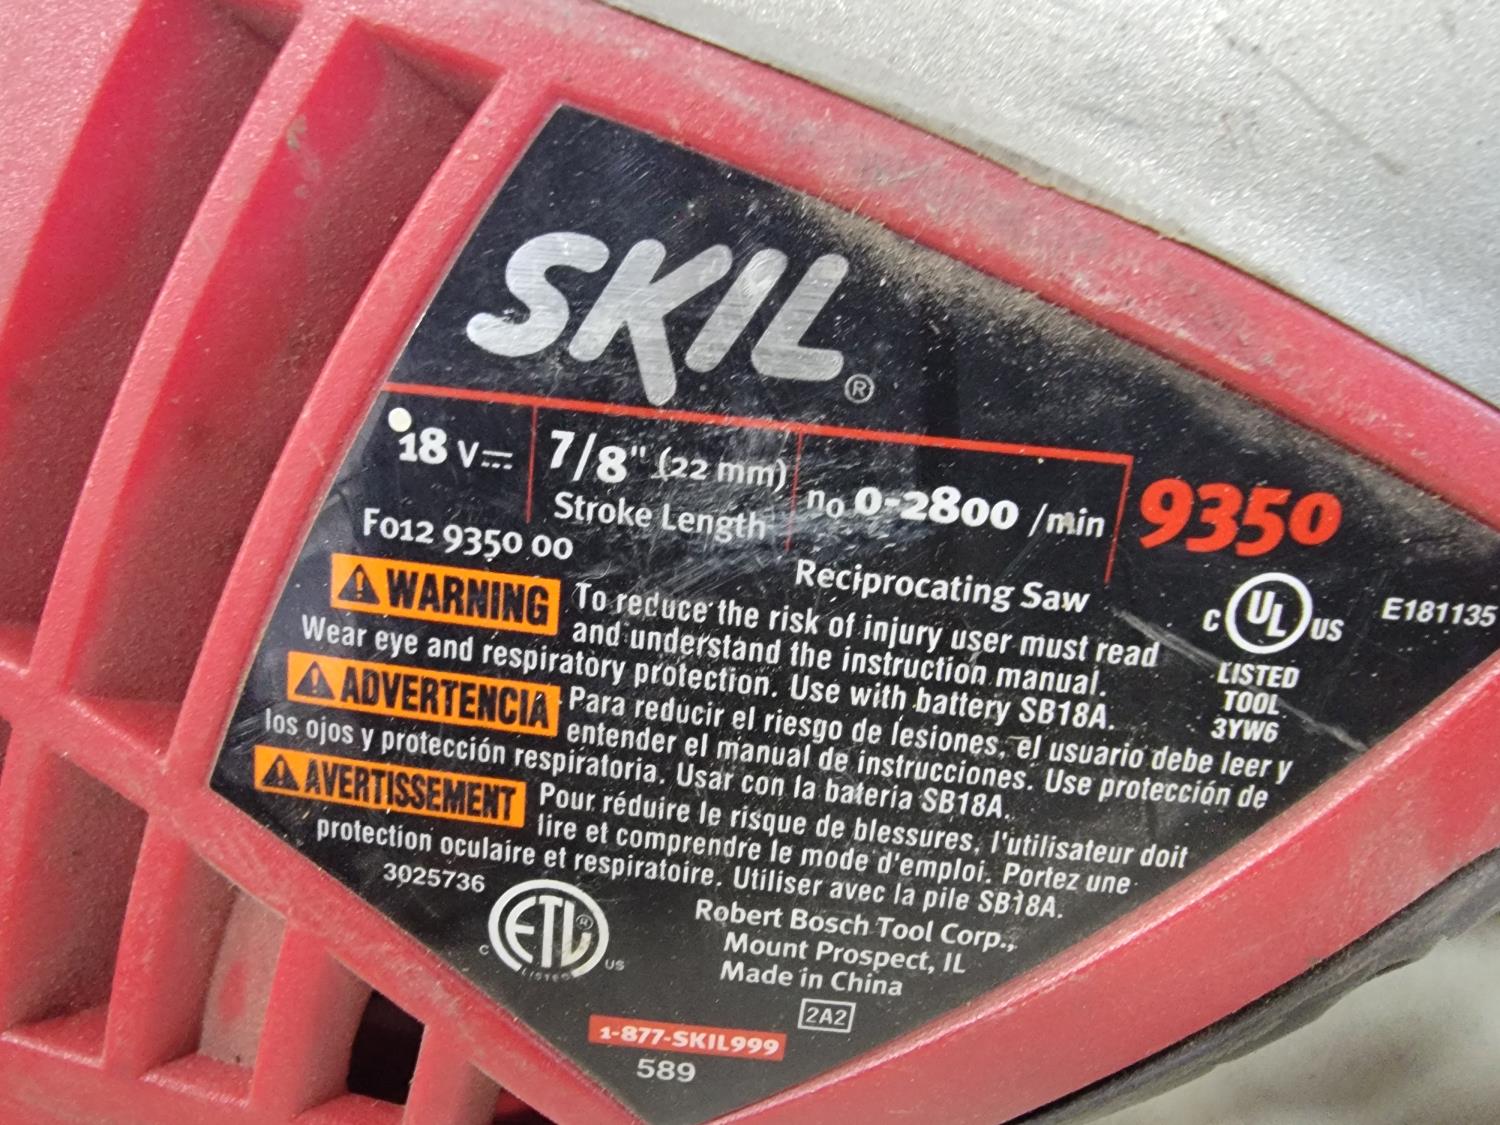 SKIL®
18 V 7/8" (22 mm) no 0-2800 /min 9350
Stroke Length
F012 9350 00
Reciprocating Saw
C UL US E181135
LISTED
TOOL
3YW6
WARNING To reduce the risk of injury user must read
and understand the instruction manual.
Wear eye and respiratory protection. Use with battery SB18A.
ADVERTENCIA Para reducir el riesgo de lesiones, el usuario debe leer y
entender el manual de instrucciones. Use protección de
los ojos y protección respiratoria. Usar con la bateria SB18A.
AVERTISSEMENT Pour réduire le risque de blessures, l'utilisateur doit
lire et comprendre le mode d'emploi. Portez une
protection oculaire et respiratoire. Utiliser avec la pile SB18A.
3025736
C ETL® US
LISTED
Robert Bosch Tool Corp.,
Mount Prospect, IL
Made in China
2A2
1-877-SKIL999
589